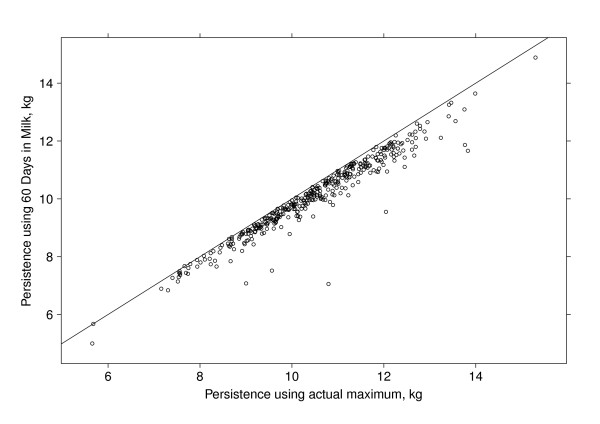 Persistence using 60 Days in Milk, kg
14
12
10
8
6
6 8 10 12 14
Persistence using actual maximum, kg